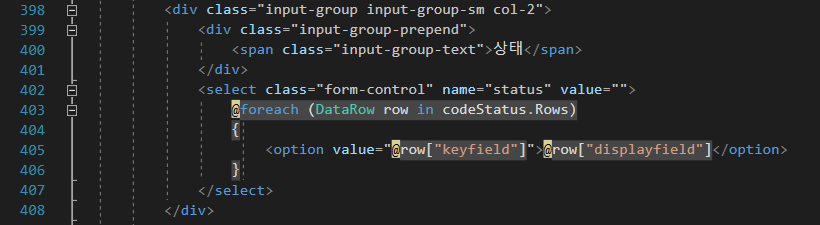 398 <div class="input-group input-group-sm col-2">
399 <div class="input-group-prepend">
400 <span class="input-group-text">상태</span>
401 </div>
402 <select class="form-control" name="status" value="">
403 @foreach (DataRow row in codeStatus.Rows)
404 {
405 <option value="@row["keyfield"]">@row["displayfield"]</option>
406 }
407 </select>
408 </div>